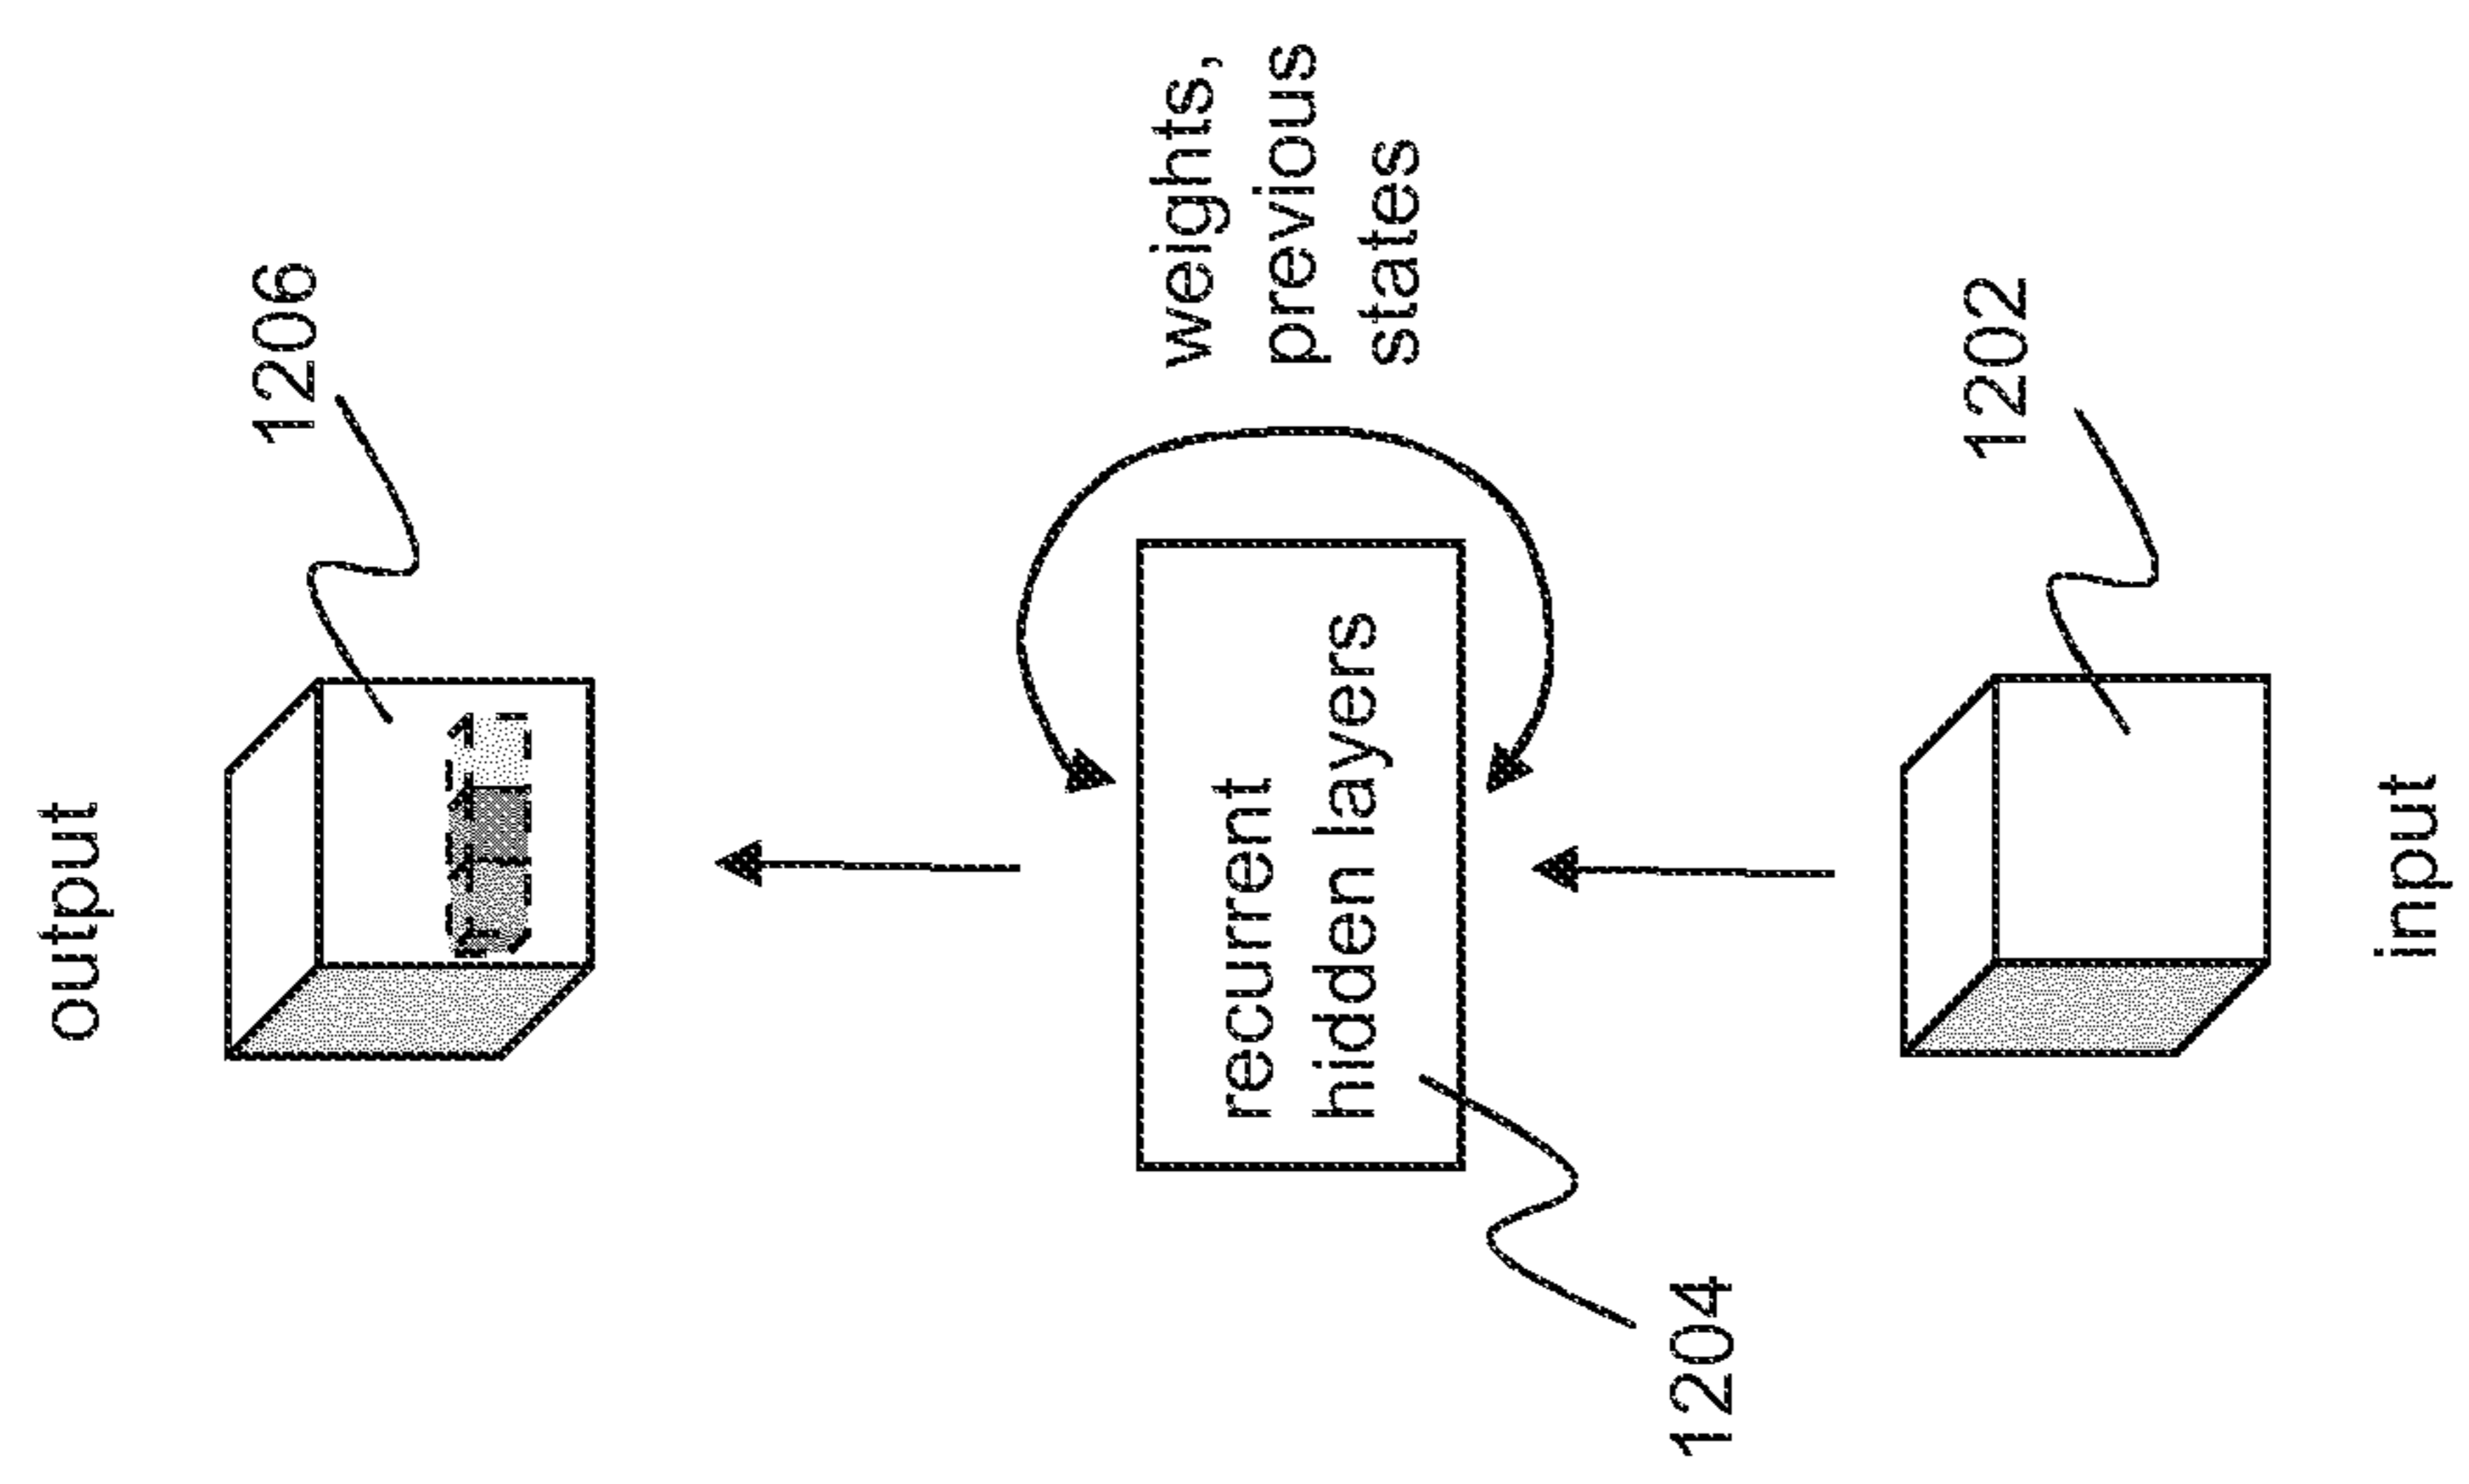 output
1206
weights,
previous
states
recurrent
hidden layers
1204
1202
input